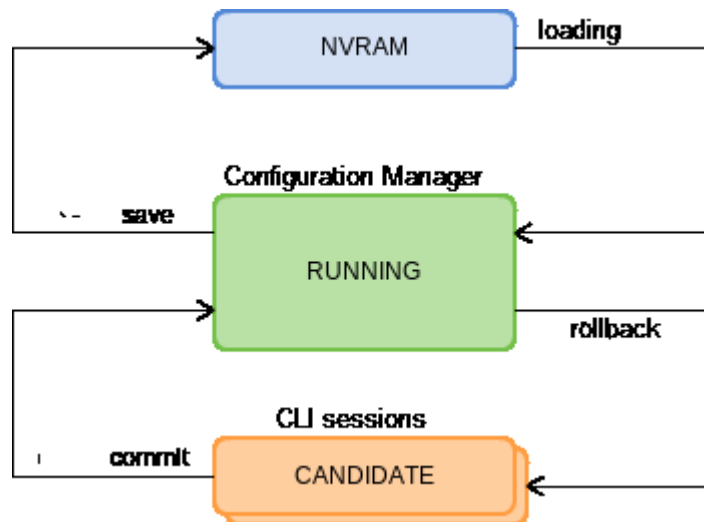 NVRAM
loading
Configuration Manager
save
RUNNING
rollback
CLI sessions
commit
CANDIDATE